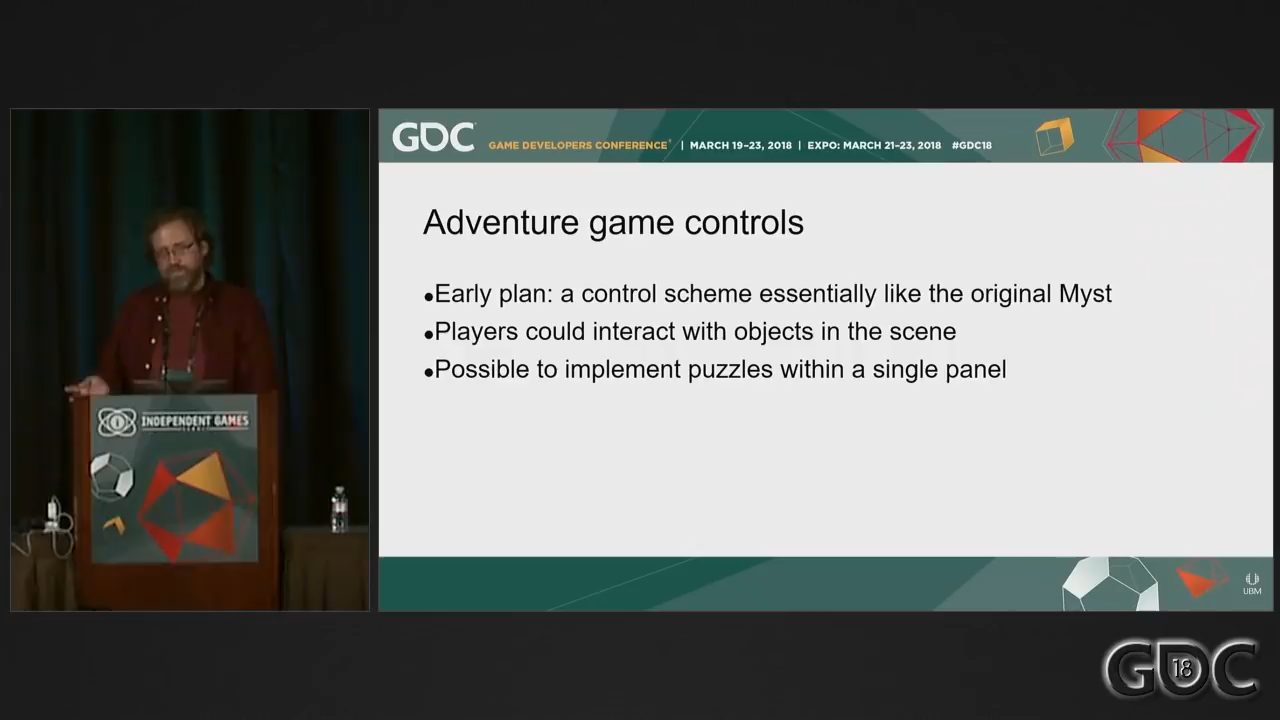 GDC
GAME DEVELOPERS CONFERENCE® | MARCH 19–23, 2018 | EXPO: MARCH 21–23, 2018 #GDC18
Adventure game controls
●Early plan: a control scheme essentially like the original Myst
●Players could interact with objects in the scene
●Possible to implement puzzles within a single panel
INDEPENDENT GAMES
SUMMIT
UBM
GDC
18